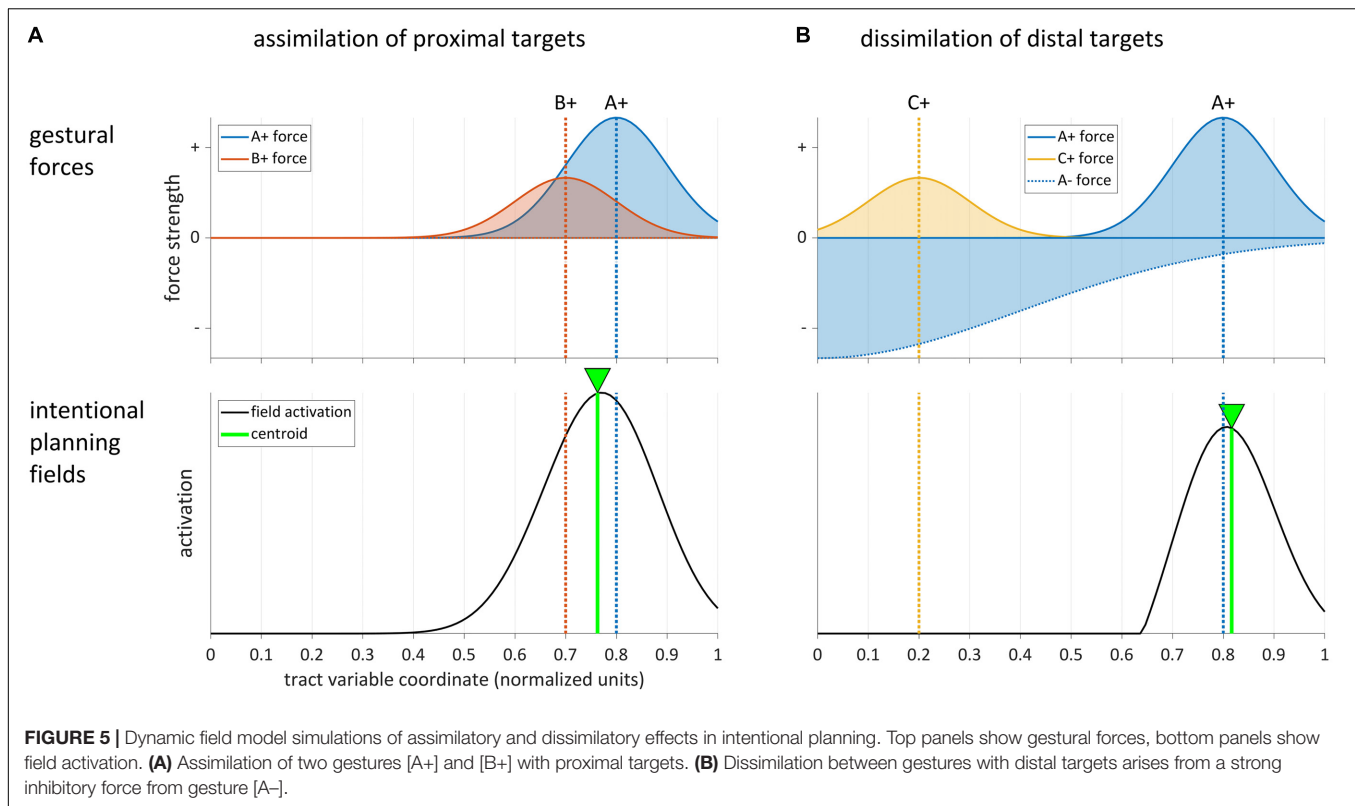 A
assimilation of proximal targets
B
dissimilation of distal targets
gestural
forces
B+
A+
A+ force
B+ force
+
0
-
force strength
C+
A+
A+ force
C+ force
A- force
+
0
-
intentional
planning
fields
field activation
centroid
activation
0 0.1 0.2 0.3 0.4 0.5 0.6 0.7 0.8 0.9 1
tract variable coordinate (normalized units)
0 0.1 0.2 0.3 0.4 0.5 0.6 0.7 0.8 0.9 1
FIGURE 5 | Dynamic field model simulations of assimilatory and dissimilatory effects in intentional planning. Top panels show gestural forces, bottom panels show
field activation. (A) Assimilation of two gestures [A+] and [B+] with proximal targets. (B) Dissimilation between gestures with distal targets arises from a strong
inhibitory force from gesture [A–].